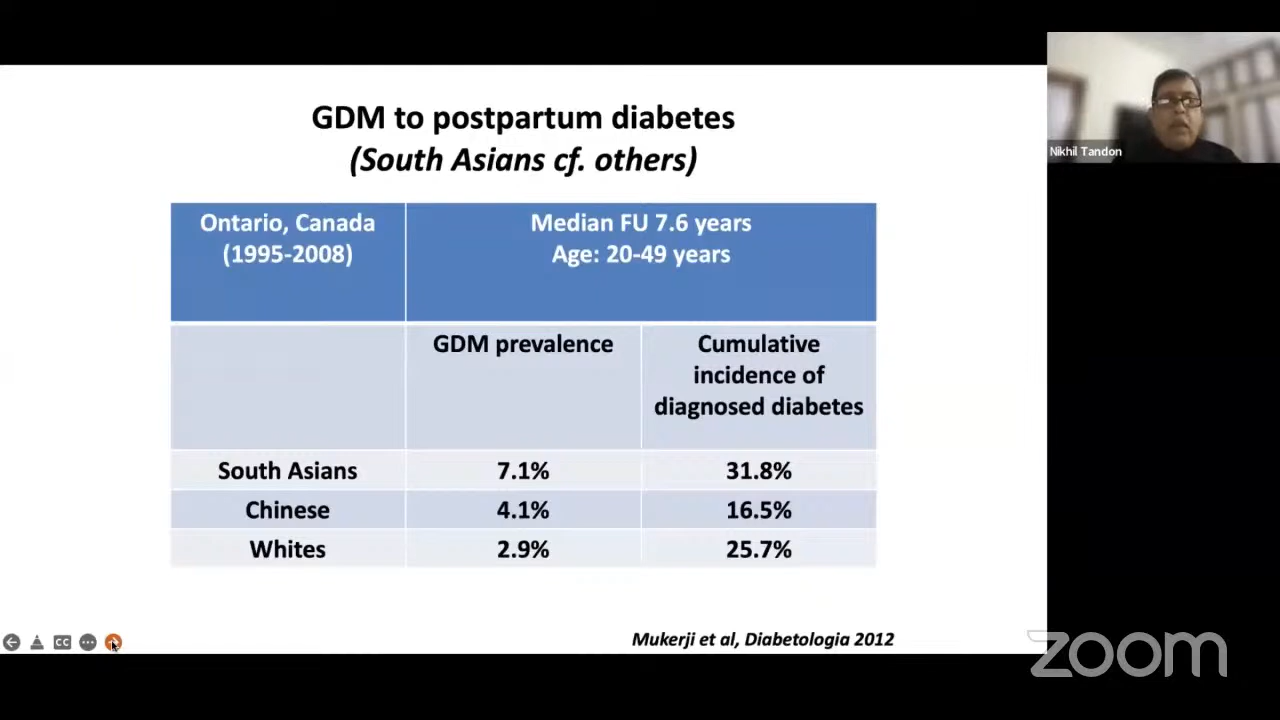 GDM to postpartum diabetes
(South Asians cf. others)
Ontario, Canada
(1995-2008)
Median FU 7.6 years
Age: 20-49 years
GDM prevalence
Cumulative
incidence of
diagnosed diabetes
South Asians 7.1% 31.8%
Chinese 4.1% 16.5%
Whites 2.9% 25.7%
Mukerji et al, Diabetologia 2012
CC
Nikhil Tandon
zoom